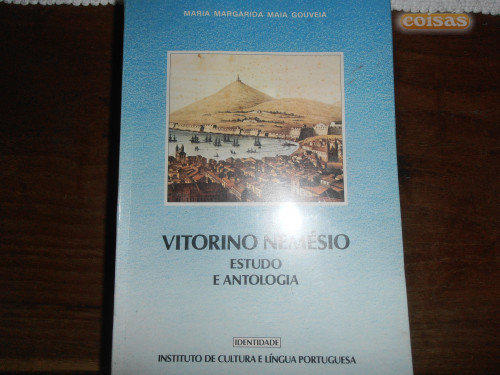 coisas
MARIA MARGARIDA MAIA GOUVEIA
VITORINO NEMÉSIO
ESTUDO
E ANTOLOGIA
IDENTIDADE
INSTITUTO DE CULTURA E LÍNGUA PORTUGUESA